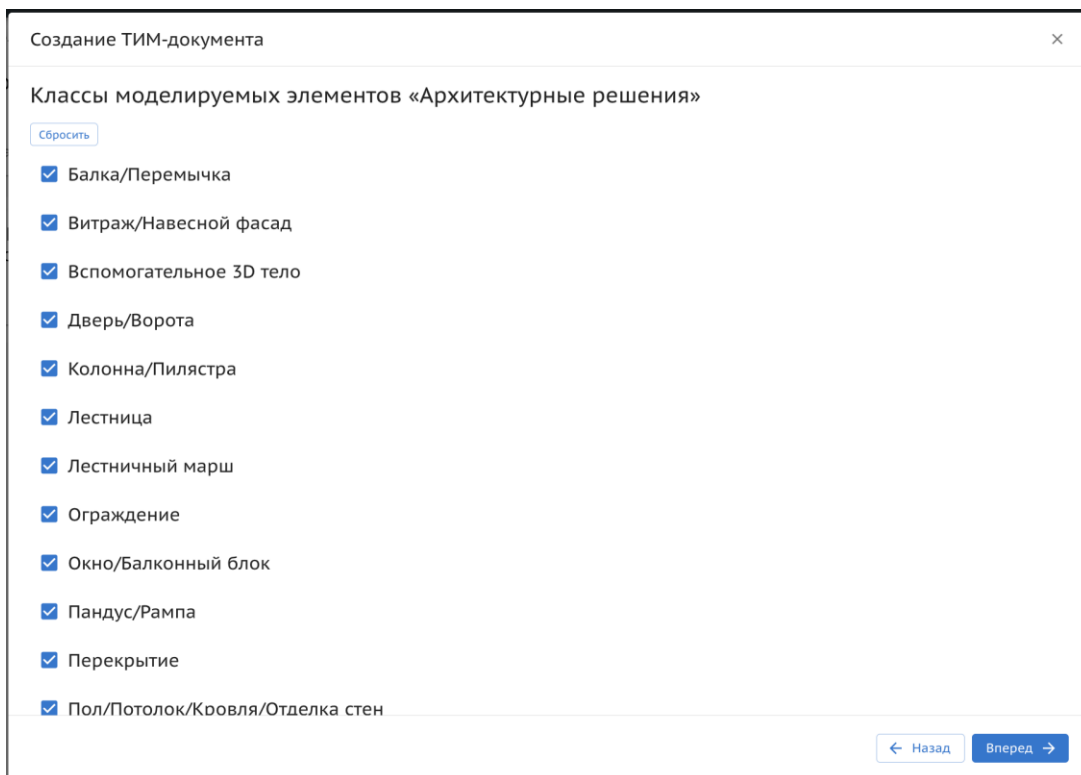 Создание ТИМ-документа
Классы моделируемых элементов «Архитектурные решения»
Сбросить
Балка/Перемычка
Витраж/Навесной фасад
Вспомогательное 3D тело
Дверь/Ворота
Колонна/Пилястра
Лестница
Лестничный марш
Ограждение
Окно/Балконный блок
Пандус/Рампа
Перекрытие
Пол/Потолок/Кровля/Отделка стен
Назад
Вперед